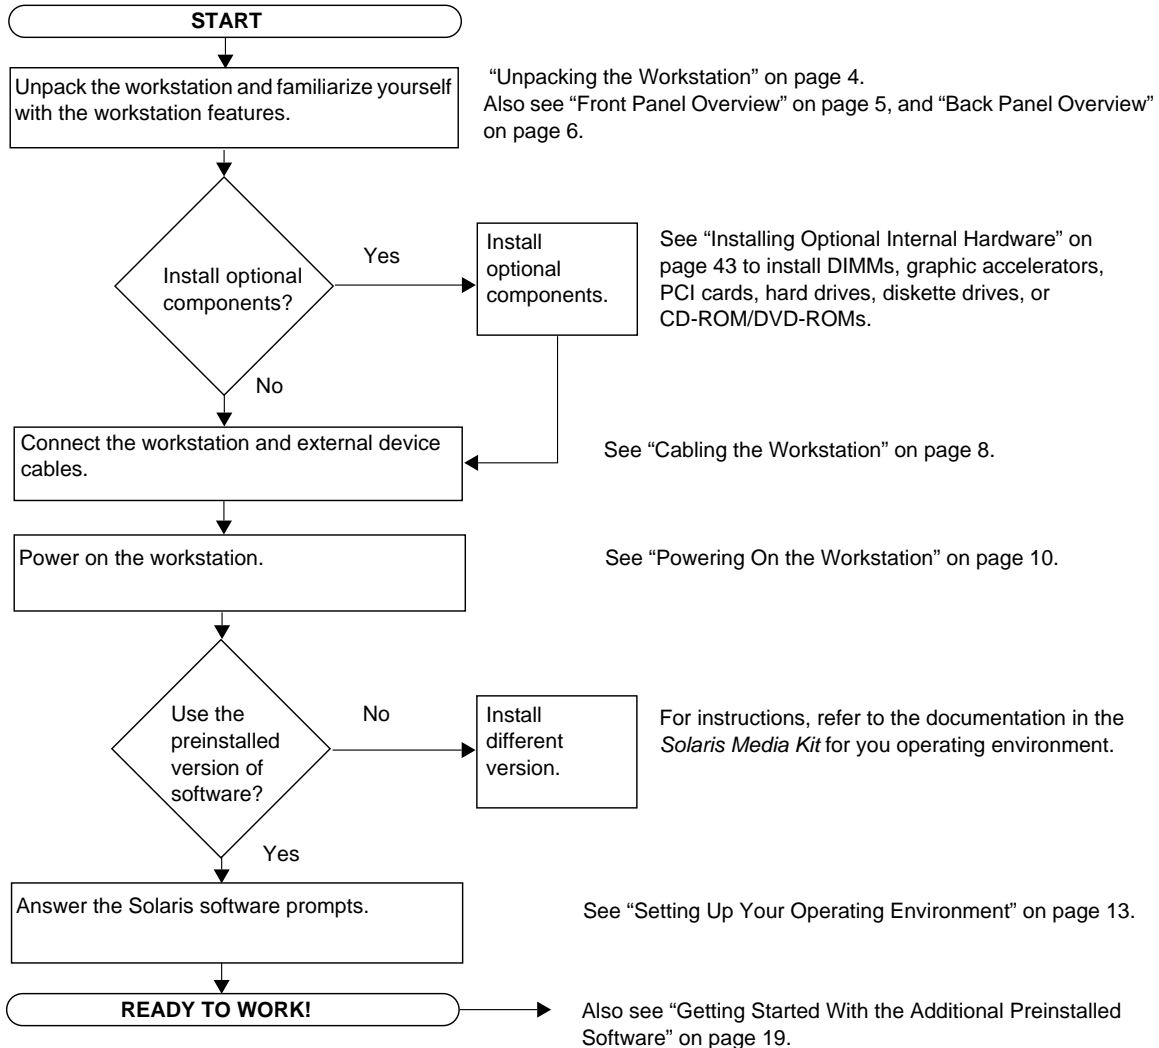 START
Unpack the workstation and familiarize yourself
with the workstation features.
“Unpacking the Workstation” on page 4.
Also see “Front Panel Overview” on page 5, and “Back Panel Overview”
on page 6.
Install optional
components?
Yes
Install
optional
components.
See “Installing Optional Internal Hardware” on
page 43 to install DIMMs, graphic accelerators,
PCI cards, hard drives, diskette drives, or
CD-ROM/DVD-ROMs.
No
Connect the workstation and external device
cables.
See “Cabling the Workstation” on page 8.
Power on the workstation.
See “Powering On the Workstation” on page 10.
Use the
preinstalled
version of
software?
No
Install
different
version.
For instructions, refer to the documentation in the
Solaris Media Kit for you operating environment.
Yes
Answer the Solaris software prompts.
See “Setting Up Your Operating Environment” on page 13.
READY TO WORK!
Also see “Getting Started With the Additional Preinstalled
Software” on page 19.